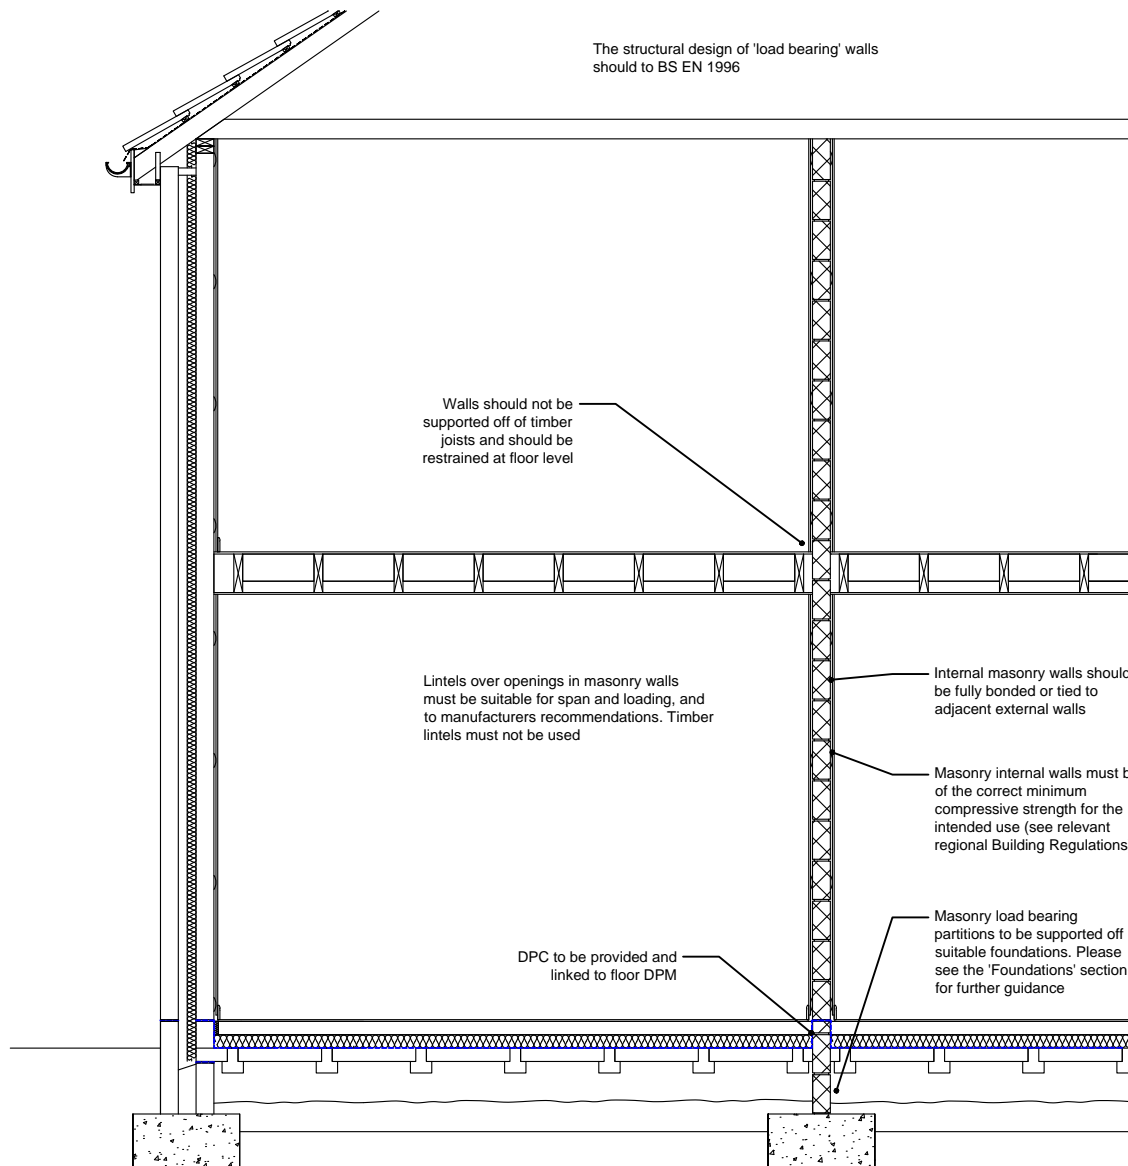 The structural design of 'load bearing' walls
should to BS EN 1996
Walls should not be
supported off of timber
joists and should be
restrained at floor level
Lintels over openings in masonry walls
must be suitable for span and loading, and
to manufacturers recommendations. Timber
lintels must not be used
Internal masonry walls should
be fully bonded or tied to
adjacent external walls
Masonry internal walls must b
of the correct minimum
compressive strength for the
intended use (see relevant
regional Building Regulations
DPC to be provided and
linked to floor DPM
Masonry load bearing
partitions to be supported off
suitable foundations. Please
see the 'Foundations' section
for further guidance